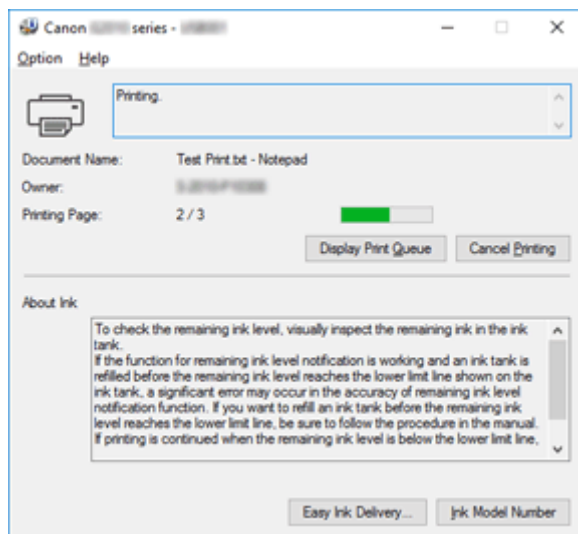 Canon series -
Option Help
Printing.
Document Name: Test Print.txt - Notepad
Owner:
Printing Page: 2 / 3
Display Print Queue Cancel Printing
About Ink
To check the remaining ink level, visually inspect the remaining ink in the ink
tank.
If the function for remaining ink level notification is working and an ink tank is
refilled before the remaining ink level reaches the lower limit line shown on the
ink tank, a significant error may occur in the accuracy of remaining ink level
notification function. If you want to refill an ink tank before the remaining ink
level reaches the lower limit line, be sure to follow the procedure in the manual.
If printing is continued when the remaining ink level is below the lower limit line,
Easy Ink Delivery... Ink Model Number